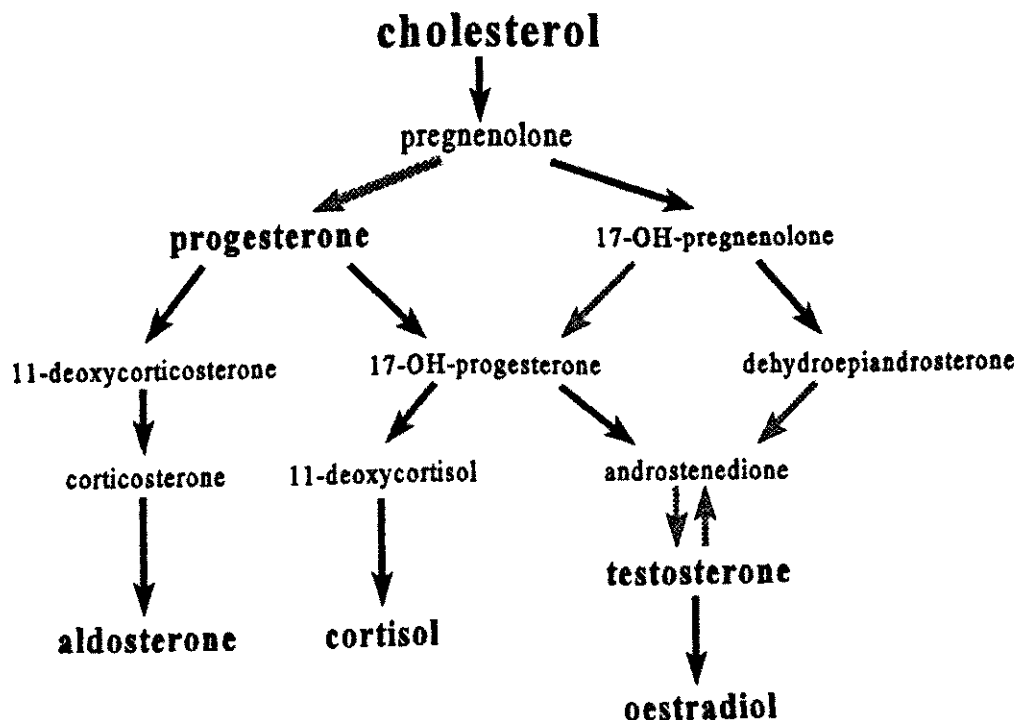 cholesterol
pregnenolone
progesterone
17-OH-pregnenolone
11-deoxycorticosterone
17-OH-progesterone
dehydroepiandrosterone
corticosterone
11-deoxycortisol
androstenedione
testosterone
aldosterone
cortisol
oestradiol